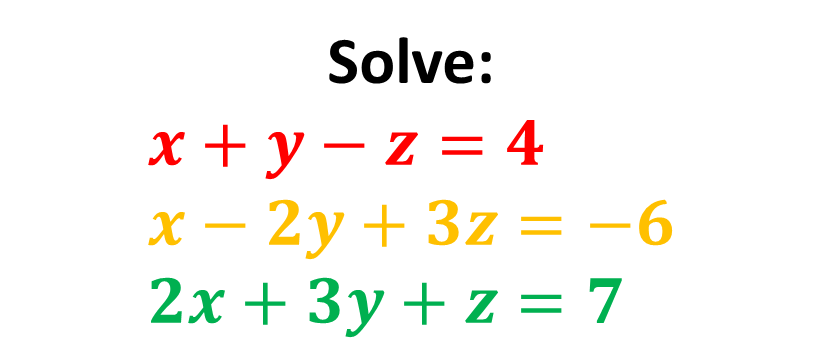 Solve:
x + y − z = 4
x − 2y + 3z = −6
2x + 3y + z = 7